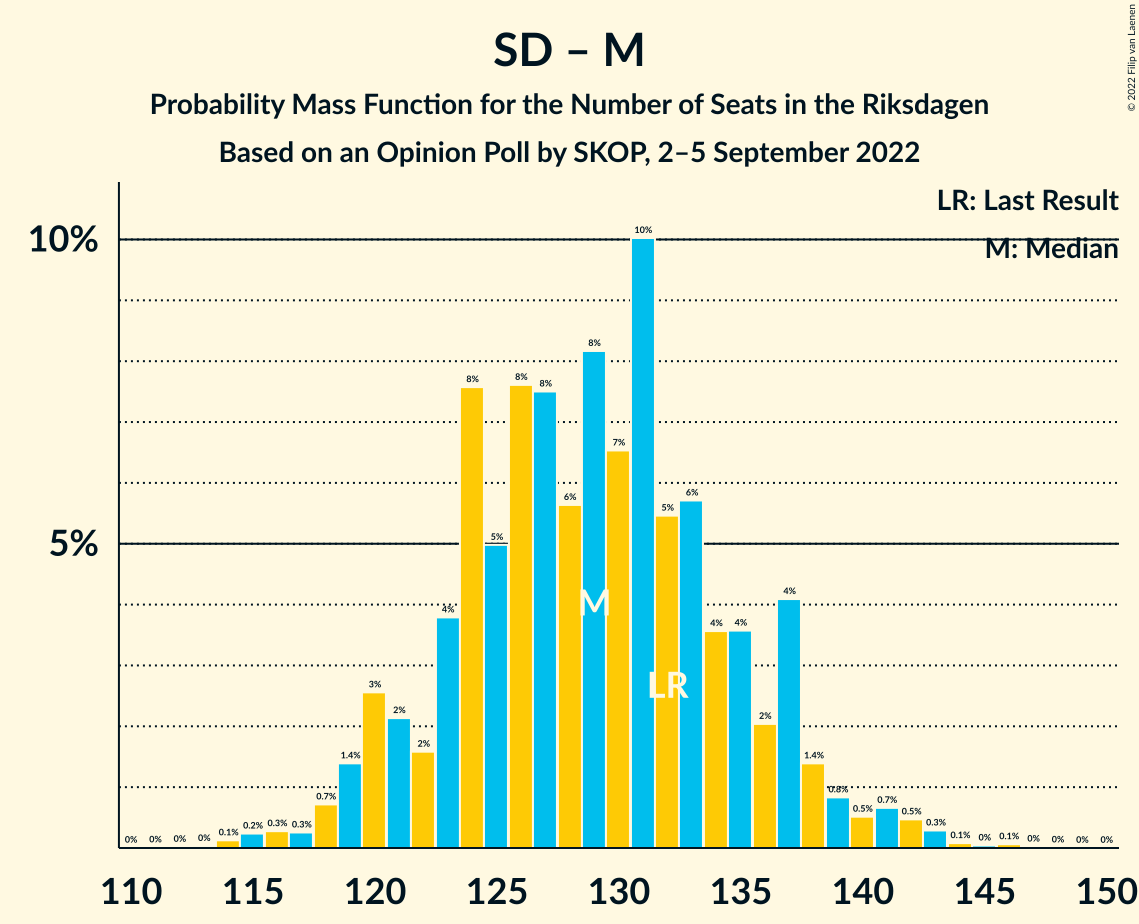 SD – M
Probability Mass Function for the Number of Seats in the Riksdagen
Based on an Opinion Poll by SKOP, 2–5 September 2022
© 2022 Filip van Laenen
LR: Last Result
M: Median
10%
5%
0% 0% 0% 0% 0.1% 0.2% 0.3% 0.3% 0.7% 1.4% 3% 2% 2% 4% 8% 5% 8% 8% 6% 8% 7% 10% 5% 6% 4% 4% 2% 4% 1.4% 0.8% 0.5% 0.7% 0.5% 0.3% 0.1% 0% 0.1% 0% 0% 0% 0%
M
LR
110 115 120 125 130 135 140 145 150